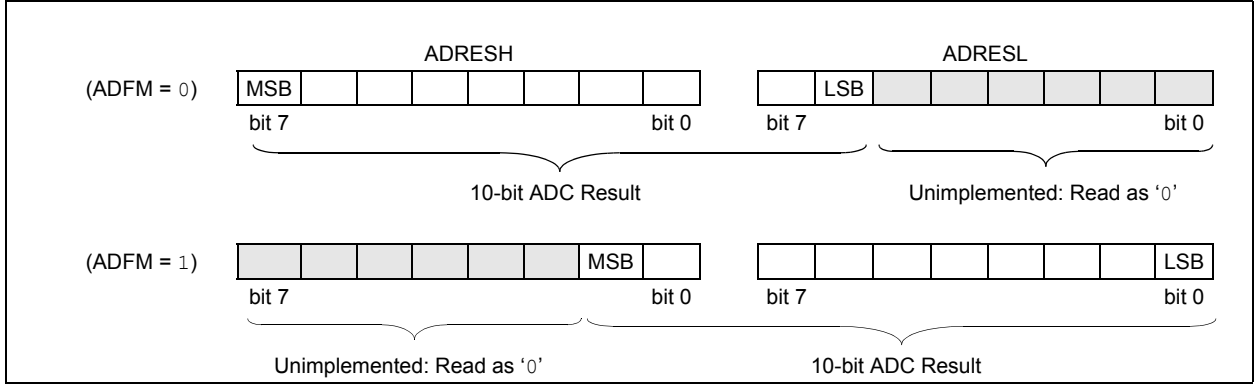 ADRESH ADRESL
(ADFM = 0) MSB LSB
bit 7 bit 0 bit 7 bit 0
10-bit ADC Result Unimplemented: Read as ‘0’
(ADFM = 1) MSB LSB
bit 7 bit 0 bit 7 bit 0
Unimplemented: Read as ‘0’ 10-bit ADC Result